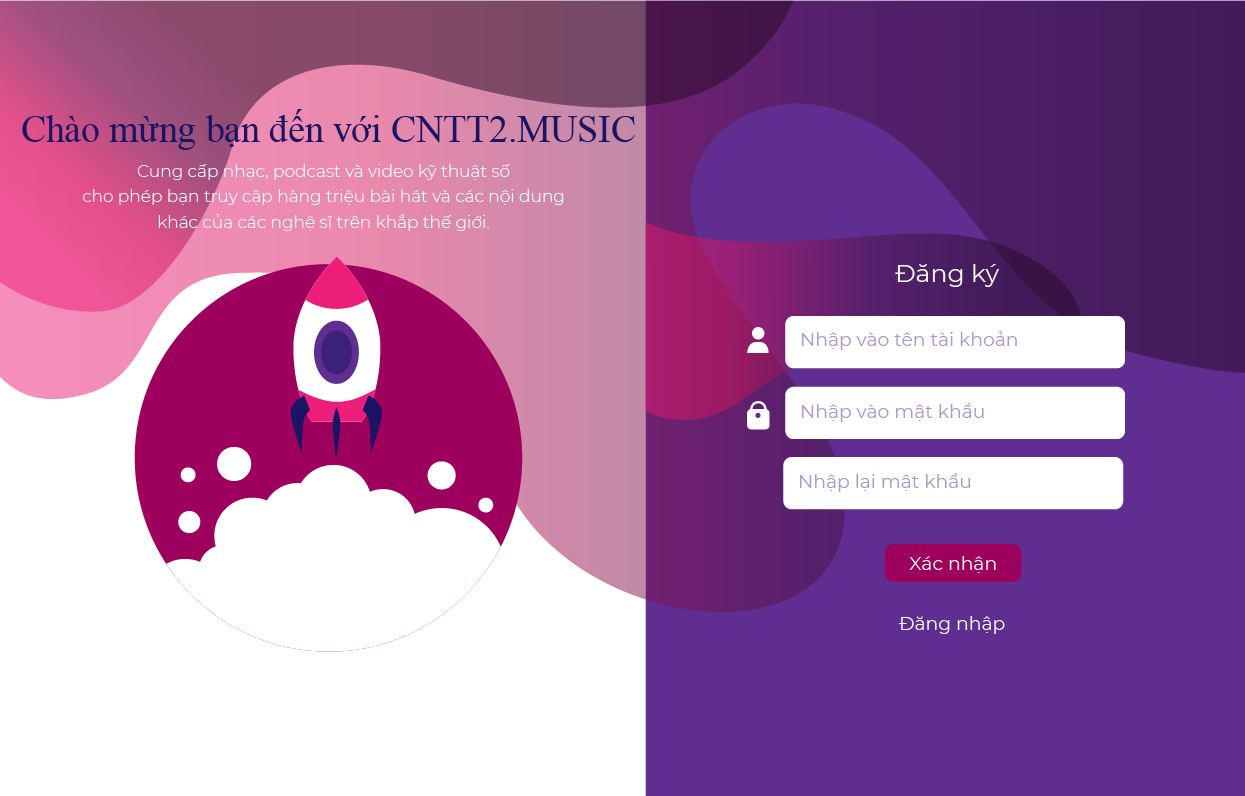 Chào mừng bạn đến với CNTT2.MUSIC
Cung cấp nhạc, podcast và video kỹ thuật số
cho phép bạn truy cập hàng triệu bài hát và các nội dung
khác của các nghệ sĩ trên khắp thế giới.
Đăng ký
Nhập vào tên tài khoản
Nhập vào mật khẩu
Nhập lại mật khẩu
Xác nhận
Đăng nhập